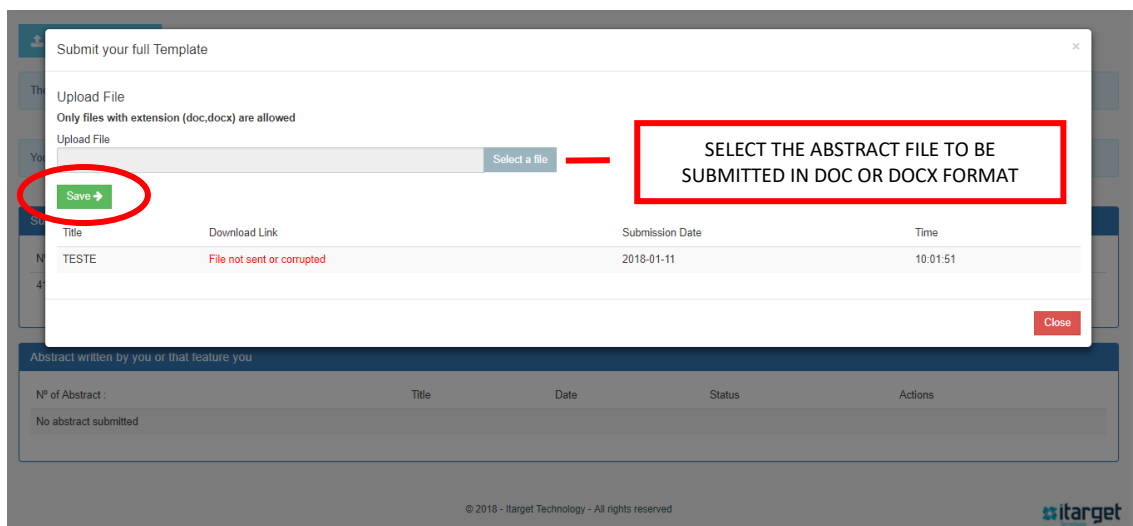 Submit your full Template ×
The
Upload File
Only files with extension (doc,docx) are allowed
Upload File
You
Select a file
SELECT THE ABSTRACT FILE TO BE
SUBMITTED IN DOC OR DOCX FORMAT
Save →
Title Download Link Submission Date Time
Nº
TESTE File not sent or corrupted 2018-01-11 10:01:51
Close
Abstract written by you or that feature you
Nº of Abstract : Title Date Status Actions
No abstract submitted
© 2018 - Itarget Technology - All rights reserved
itarget